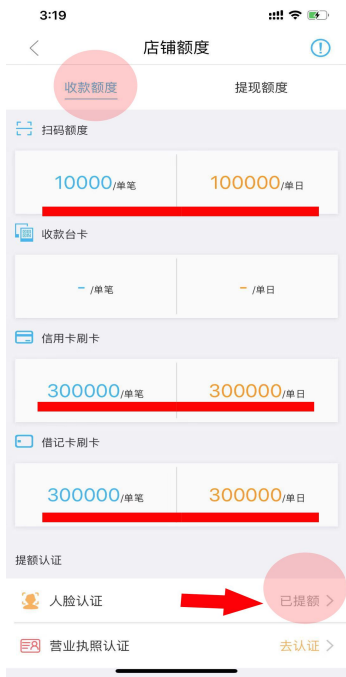 3:19
店铺额度
收款额度 提现额度
扫码额度
10000/单笔 100000/单日
收款台卡
-/单笔 -/单日
信用卡刷卡
300000/单笔 300000/单日
借记卡刷卡
300000/单笔 300000/单日
提额认证
人脸认证 已提额
营业执照认证 去认证